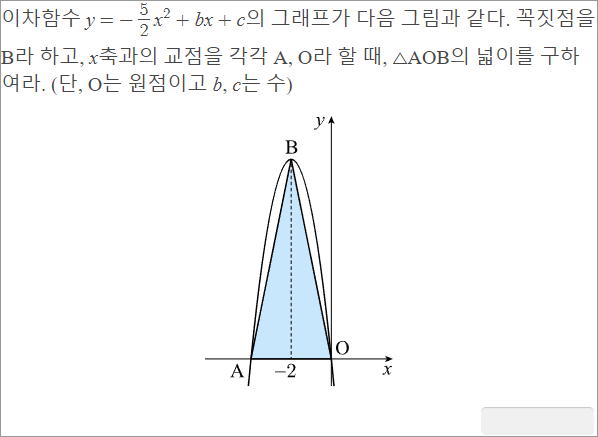 이차함수 y = − 5/2 x² + bx + c의 그래프가 다음 그림과 같다. 꼭짓점을
B라 하고, x축과의 교점을 각각 A, O라 할 때, △AOB의 넓이를 구하
여라. (단, O는 원점이고 b, c는 수)
y
B
O
A
−2
x